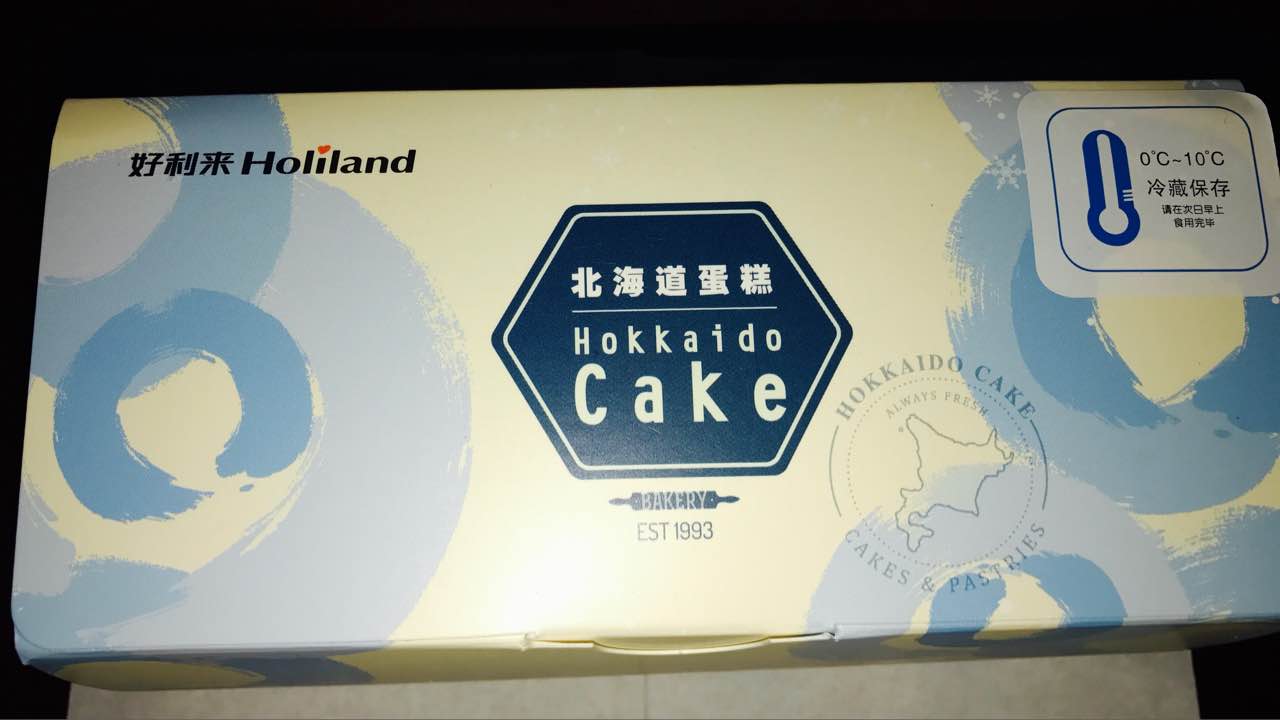 好利来 Holiland
0℃~10℃
冷藏保存
请在次日早上
食用完毕
北海道蛋糕
Hokkaido
Cake
BAKERY
EST 1993
HOKKAIDO CAKE
ALWAYS FRESH
CAKES & PASTRIES